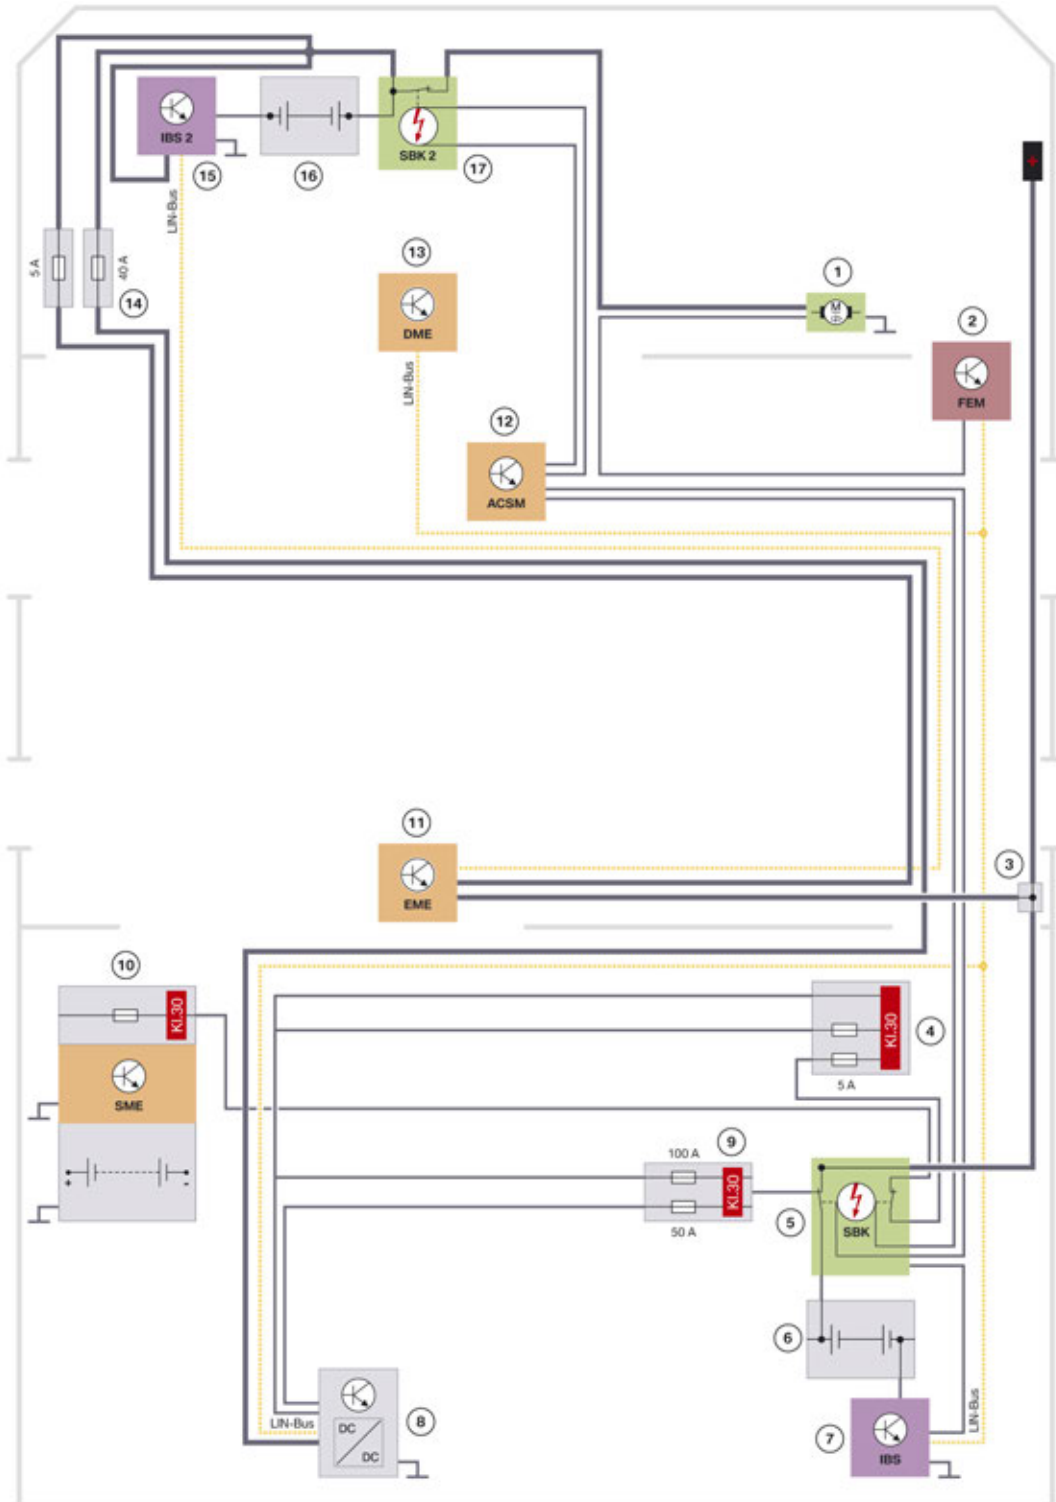 IBS 2
15
16
SBK 2
17
+
LIN-Bus
13
DME
5 A
40 A
14
1
M
2
FEM
LIN-Bus
12
ACSM
11
EME
3
10
Kl.30
SME
+
-
Kl.30
4
5 A
9
100 A
Kl.30
50 A
5
SBK
6
LIN-Bus
DC
DC
8
7
IBS
LIN-Bus